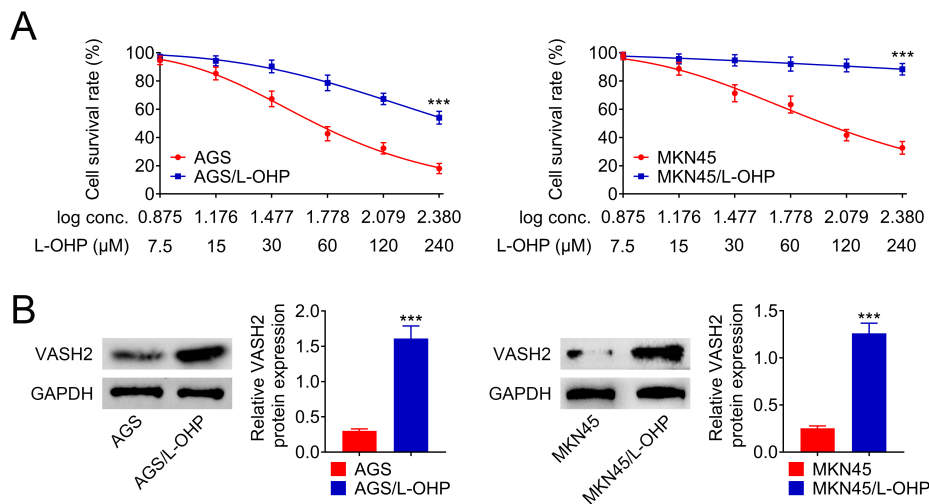 A
Cell survival rate (%)
100
80
60
40
20
0
AGS
AGS/L-OHP
***
log conc. 0.875 1.176 1.477 1.778 2.079 2.380
L-OHP (μM) 7.5 15 30 60 120 240
Cell survival rate (%)
100
80
60
40
20
0
MKN45
MKN45/L-OHP
***
log conc. 0.875 1.176 1.477 1.778 2.079 2.380
L-OHP (μM) 7.5 15 30 60 120 240
B
VASH2
GAPDH
AGS
AGS/L-OHP
Relative VASH2
protein expression
2.0
1.5
1.0
0.5
0.0
***
AGS
AGS/L-OHP
VASH2
GAPDH
MKN45
MKN45/L-OHP
Relative VASH2
protein expression
1.5
1.0
0.5
0.0
***
MKN45
MKN45/L-OHP